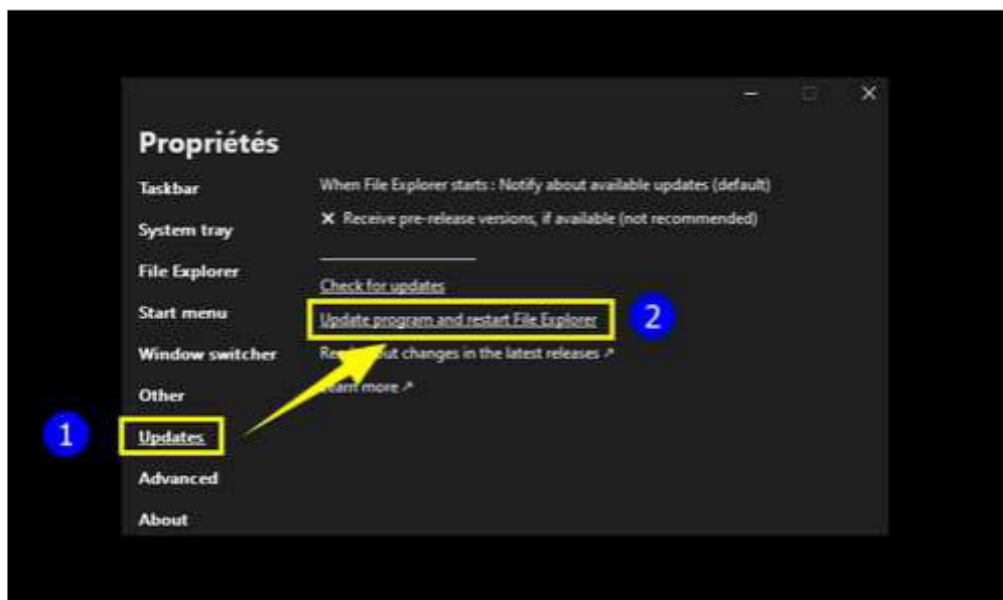 Propriétés
Taskbar
When File Explorer starts : Notify about available updates (default)
✕ Receive pre-release versions, if available (not recommended)
System tray
File Explorer
Check for updates
Start menu
Update program and restart File Explorer
2
Window switcher
changes in the latest releases ↗
Other
more ↗
1
Updates
Advanced
About